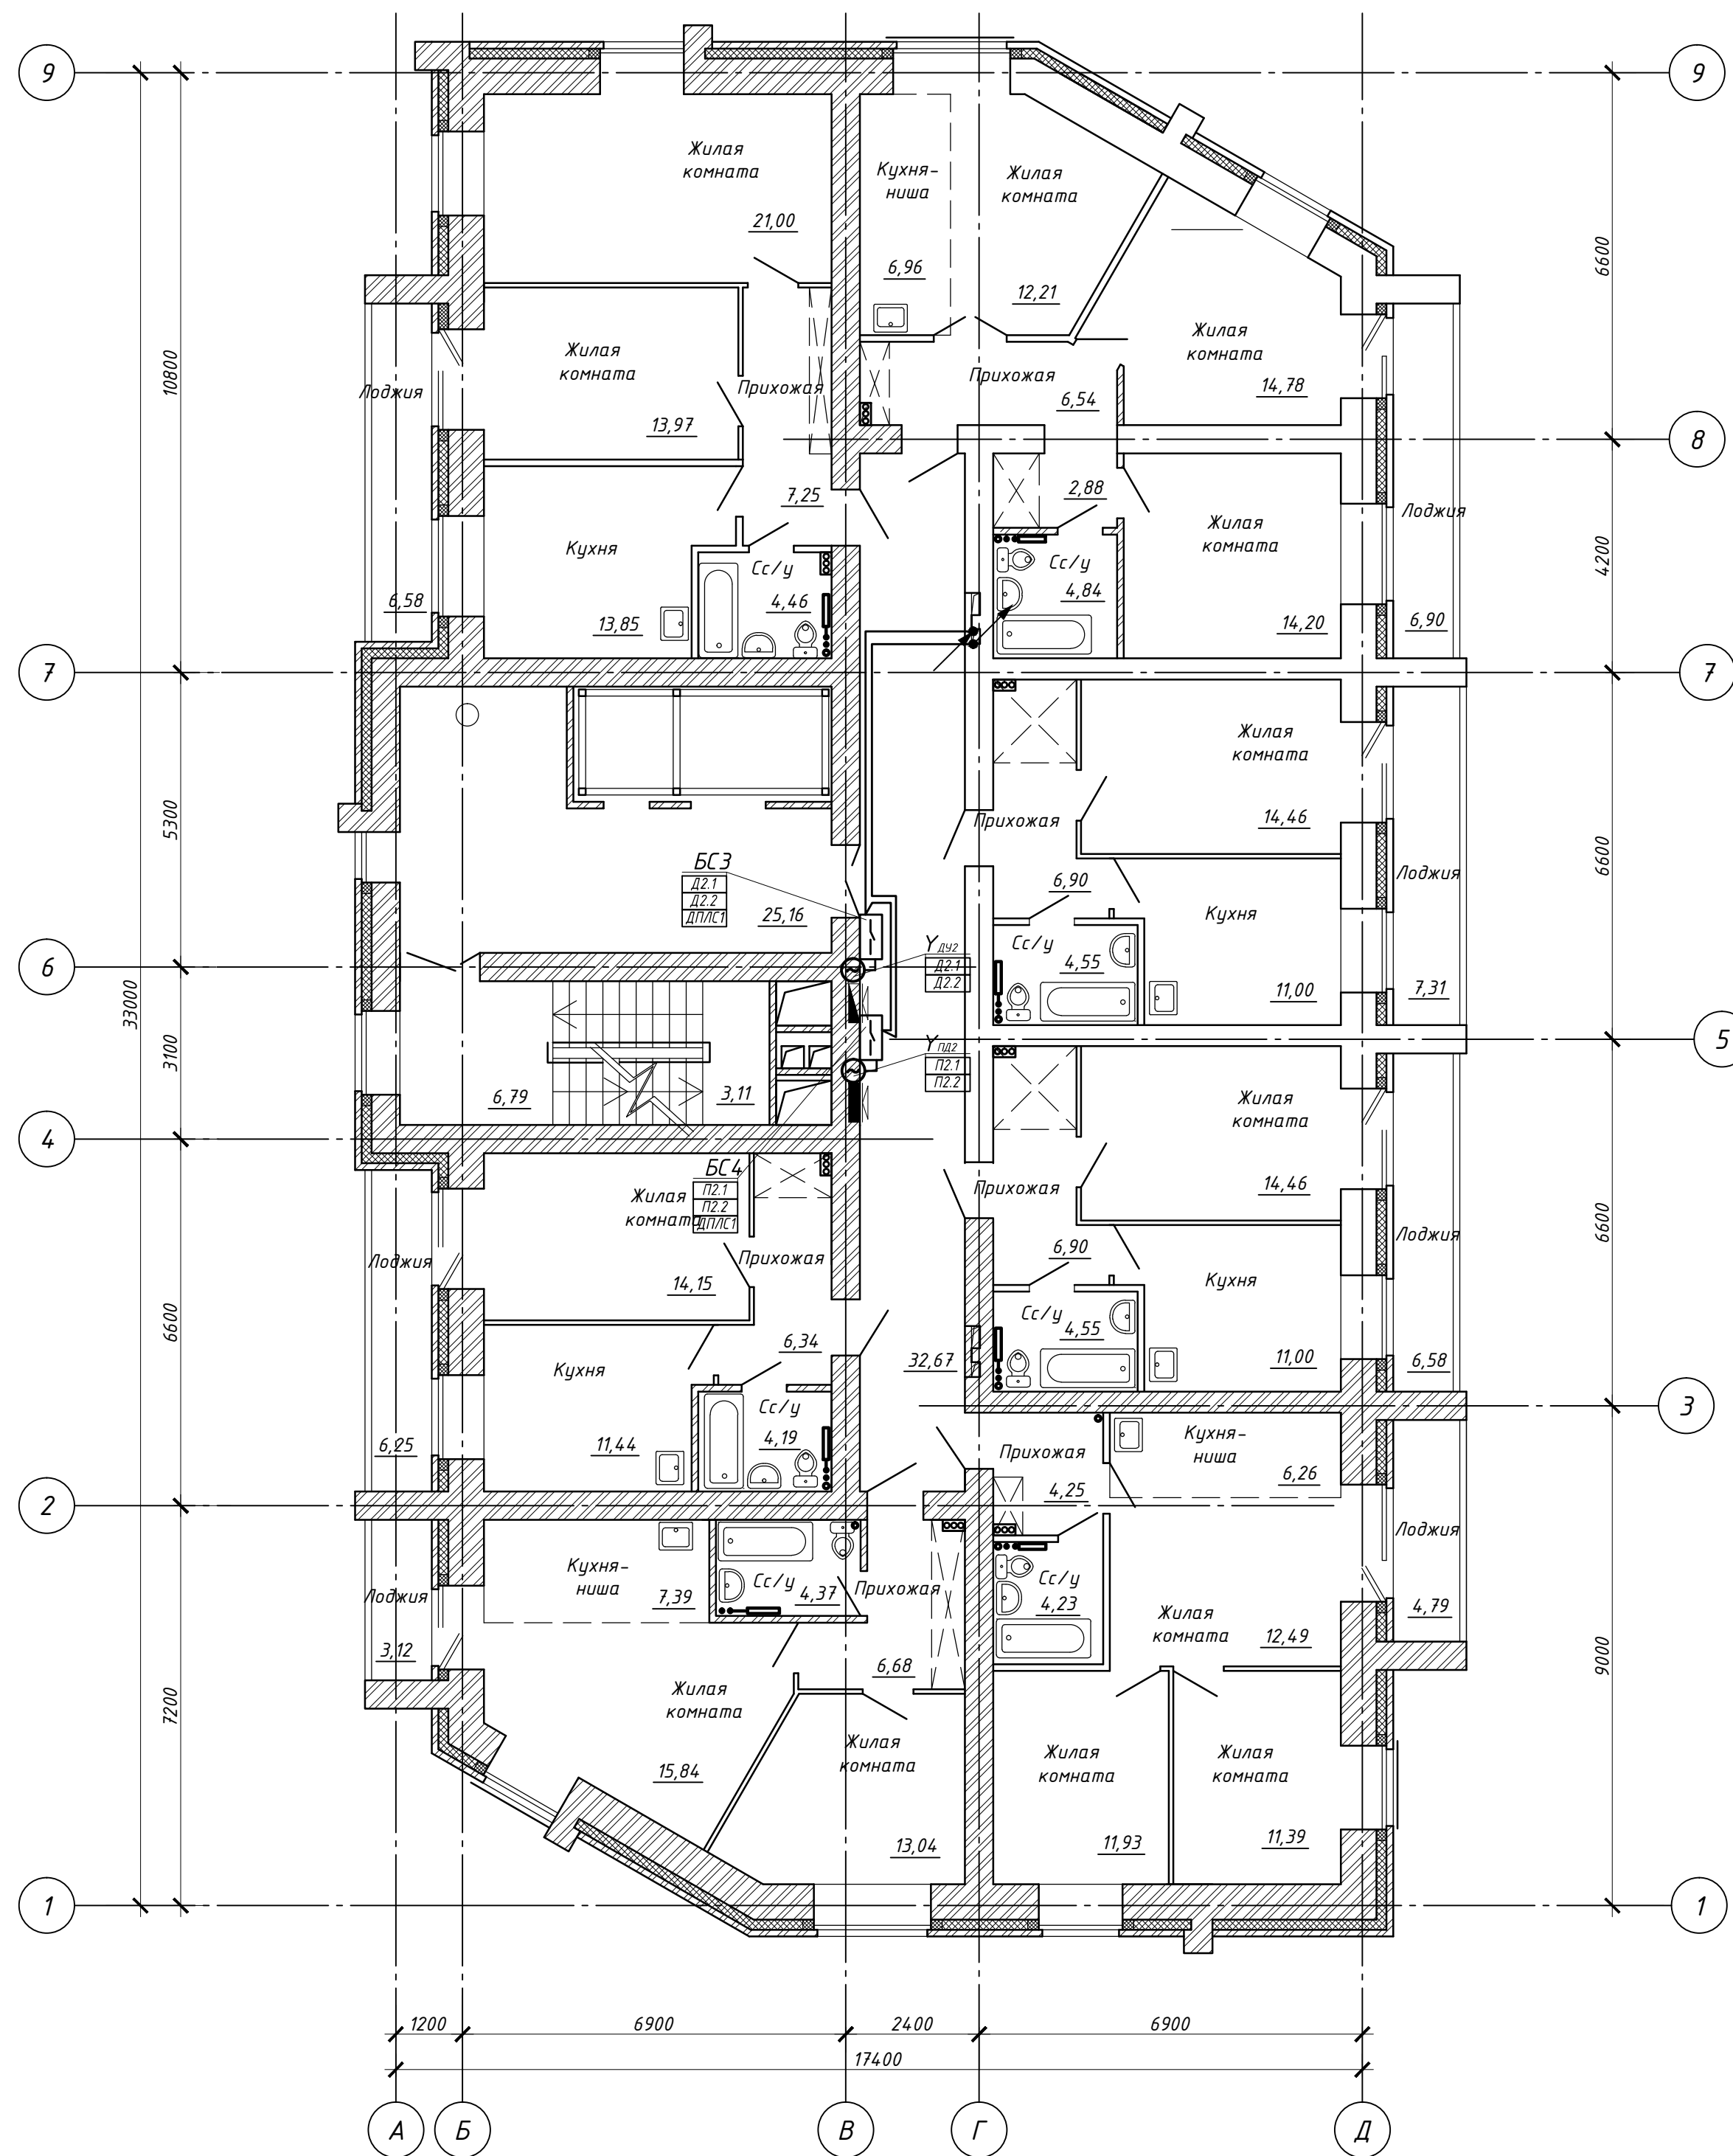 9
9
Жилая
комната
21,00
Кухня-
ниша
6,96
Жилая
комната
12,21
6600
Жилая
комната
14,78
10800
Лоджия
Жилая
комната
13,97
Прихожая
Прихожая
6,54
8
7,25
2,88
Жилая
комната
14,20
Лоджия
6,90
4200
Кухня
13,85
6,58
Сс/у
4,46
Сс/у
4,84
7
7
33000
5300
Жилая
комната
14,46
Прихожая
6,90
6600
Лоджия
7,31
БС3
Д2.1
Д2.2
ДП/ПС1
25,16
Кухня
11,00
Сс/у
4,55
6
YДУ2
Д2.1
Д2.2
3100
5
YПД2
П2.1
П2.2
6,79
3,11
4
Жилая
комната
14,46
БС4
П2.1
П2.2
ДП/ПС1
Жилая
комната
14,15
Прихожая
Прихожая
6,90
Лоджия
Лоджия
6600
6600
Кухня
11,00
6,58
Сс/у
4,55
6,34
32,67
Кухня
11,44
6,25
Сс/у
4,19
3
Прихожая
4,25
Кухня-
ниша
6,26
2
Лоджия
4,79
Кухня-
ниша
7,39
Сс/у
4,37
Прихожая
Сс/у
4,23
Лоджия
3,12
Жилая
комната
12,49
6,68
9000
7200
Жилая
комната
15,84
Жилая
комната
13,04
Жилая
комната
11,93
Жилая
комната
11,39
1
1
1200
6900
2400
6900
17400
А
Б
В
Г
Д